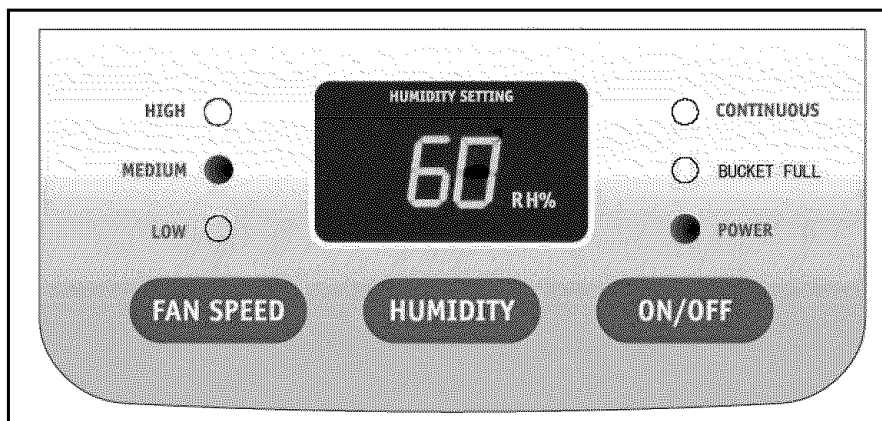 HUMIDITY SETTING
HIGH
CONTINUOUS
MEDIUM
60
BUCKET FULL
RH%
LOW
POWER
FAN SPEED
HUMIDITY
ON/OFF